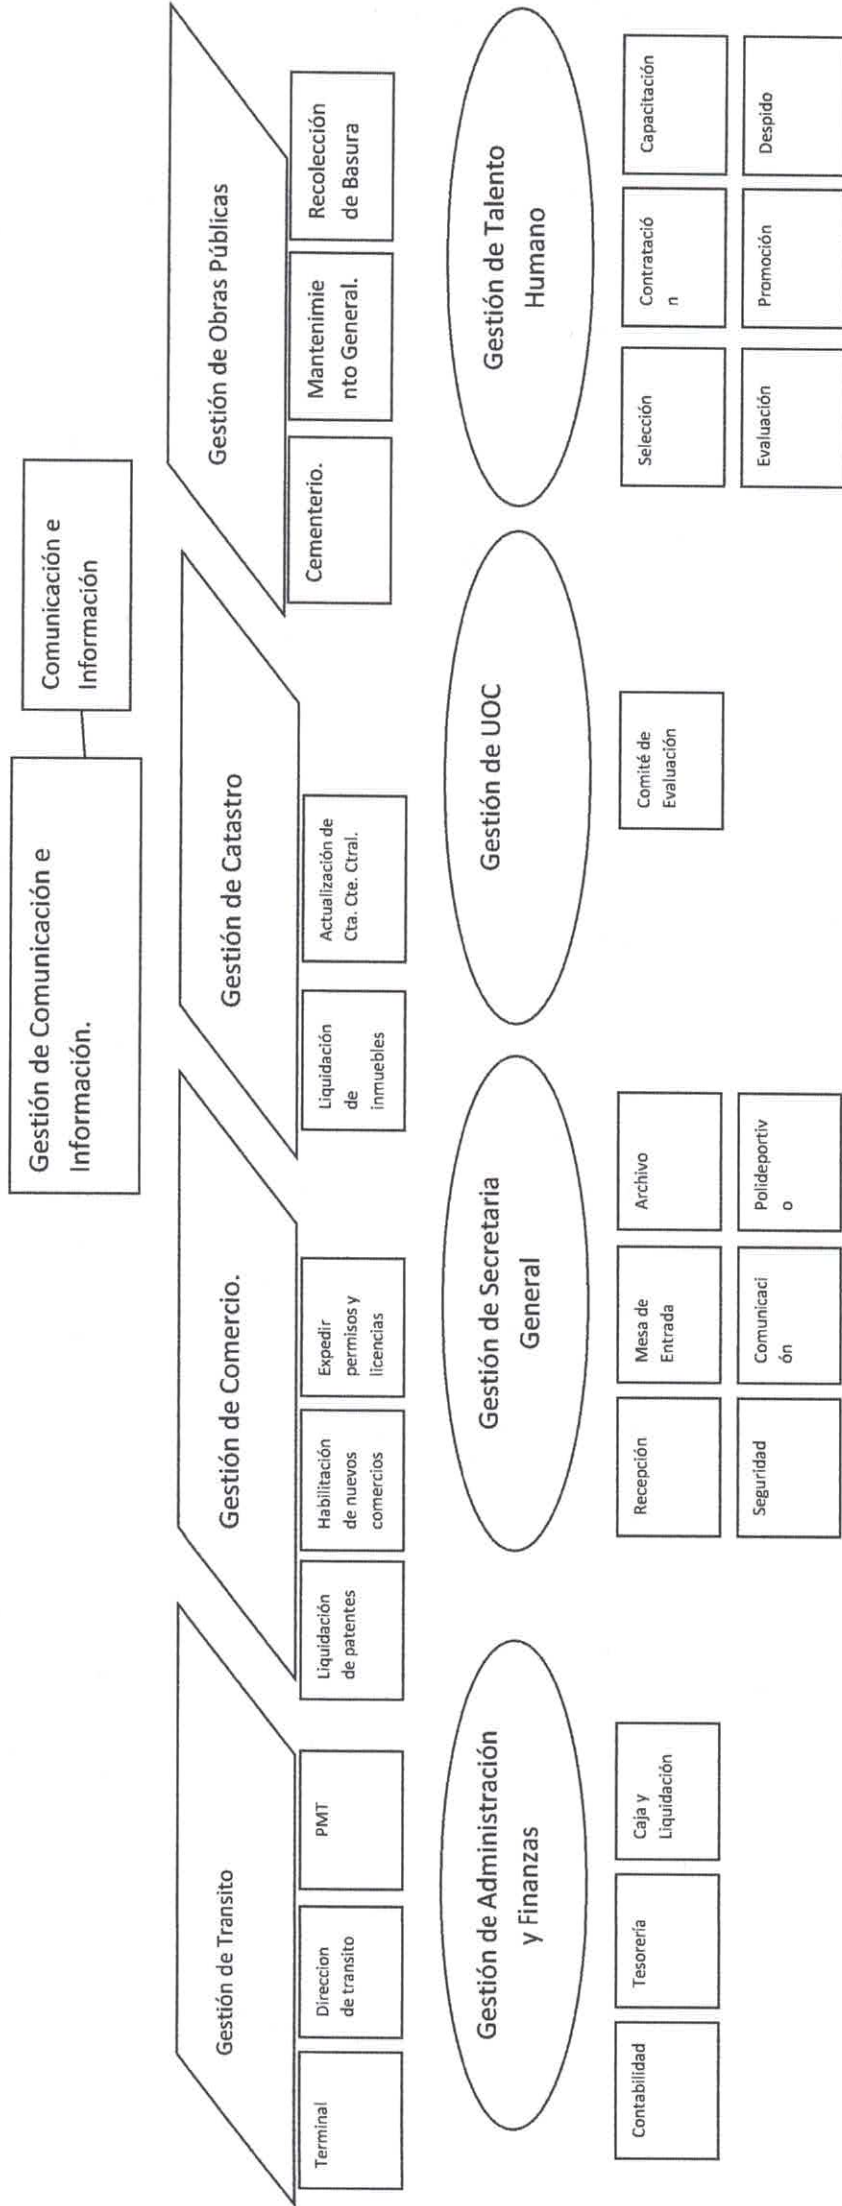 Gestión de Comunicación e
Información.
Comunicación e
Información
Gestión de Transito
Gestión de Comercio.
Gestión de Catastro
Gestión de Obras Públicas
Terminal
Direccion
de transito
PMT
Liquidación
de patentes
Habilitación
de nuevos
comercios
Expedir
permisos y
licencias
Liquidación
de
inmuebles
Actualización de
Cta. Cte. Ctral.
Cementerio.
Mantenimie
nto General.
Recolección
de Basura
Gestión de Administración
y Finanzas
Gestión de Secretaria
General
Gestión de UOC
Gestión de Talento
Humano
Contabilidad
Tesorería
Caja y
Liquidación
Recepción
Mesa de
Entrada
Archivo
Seguridad
Comunicaci
ón
Polideportiv
o
Comité de
Evaluación
Selección
Contratació
n
Capacitación
Evaluación
Promoción
Despido